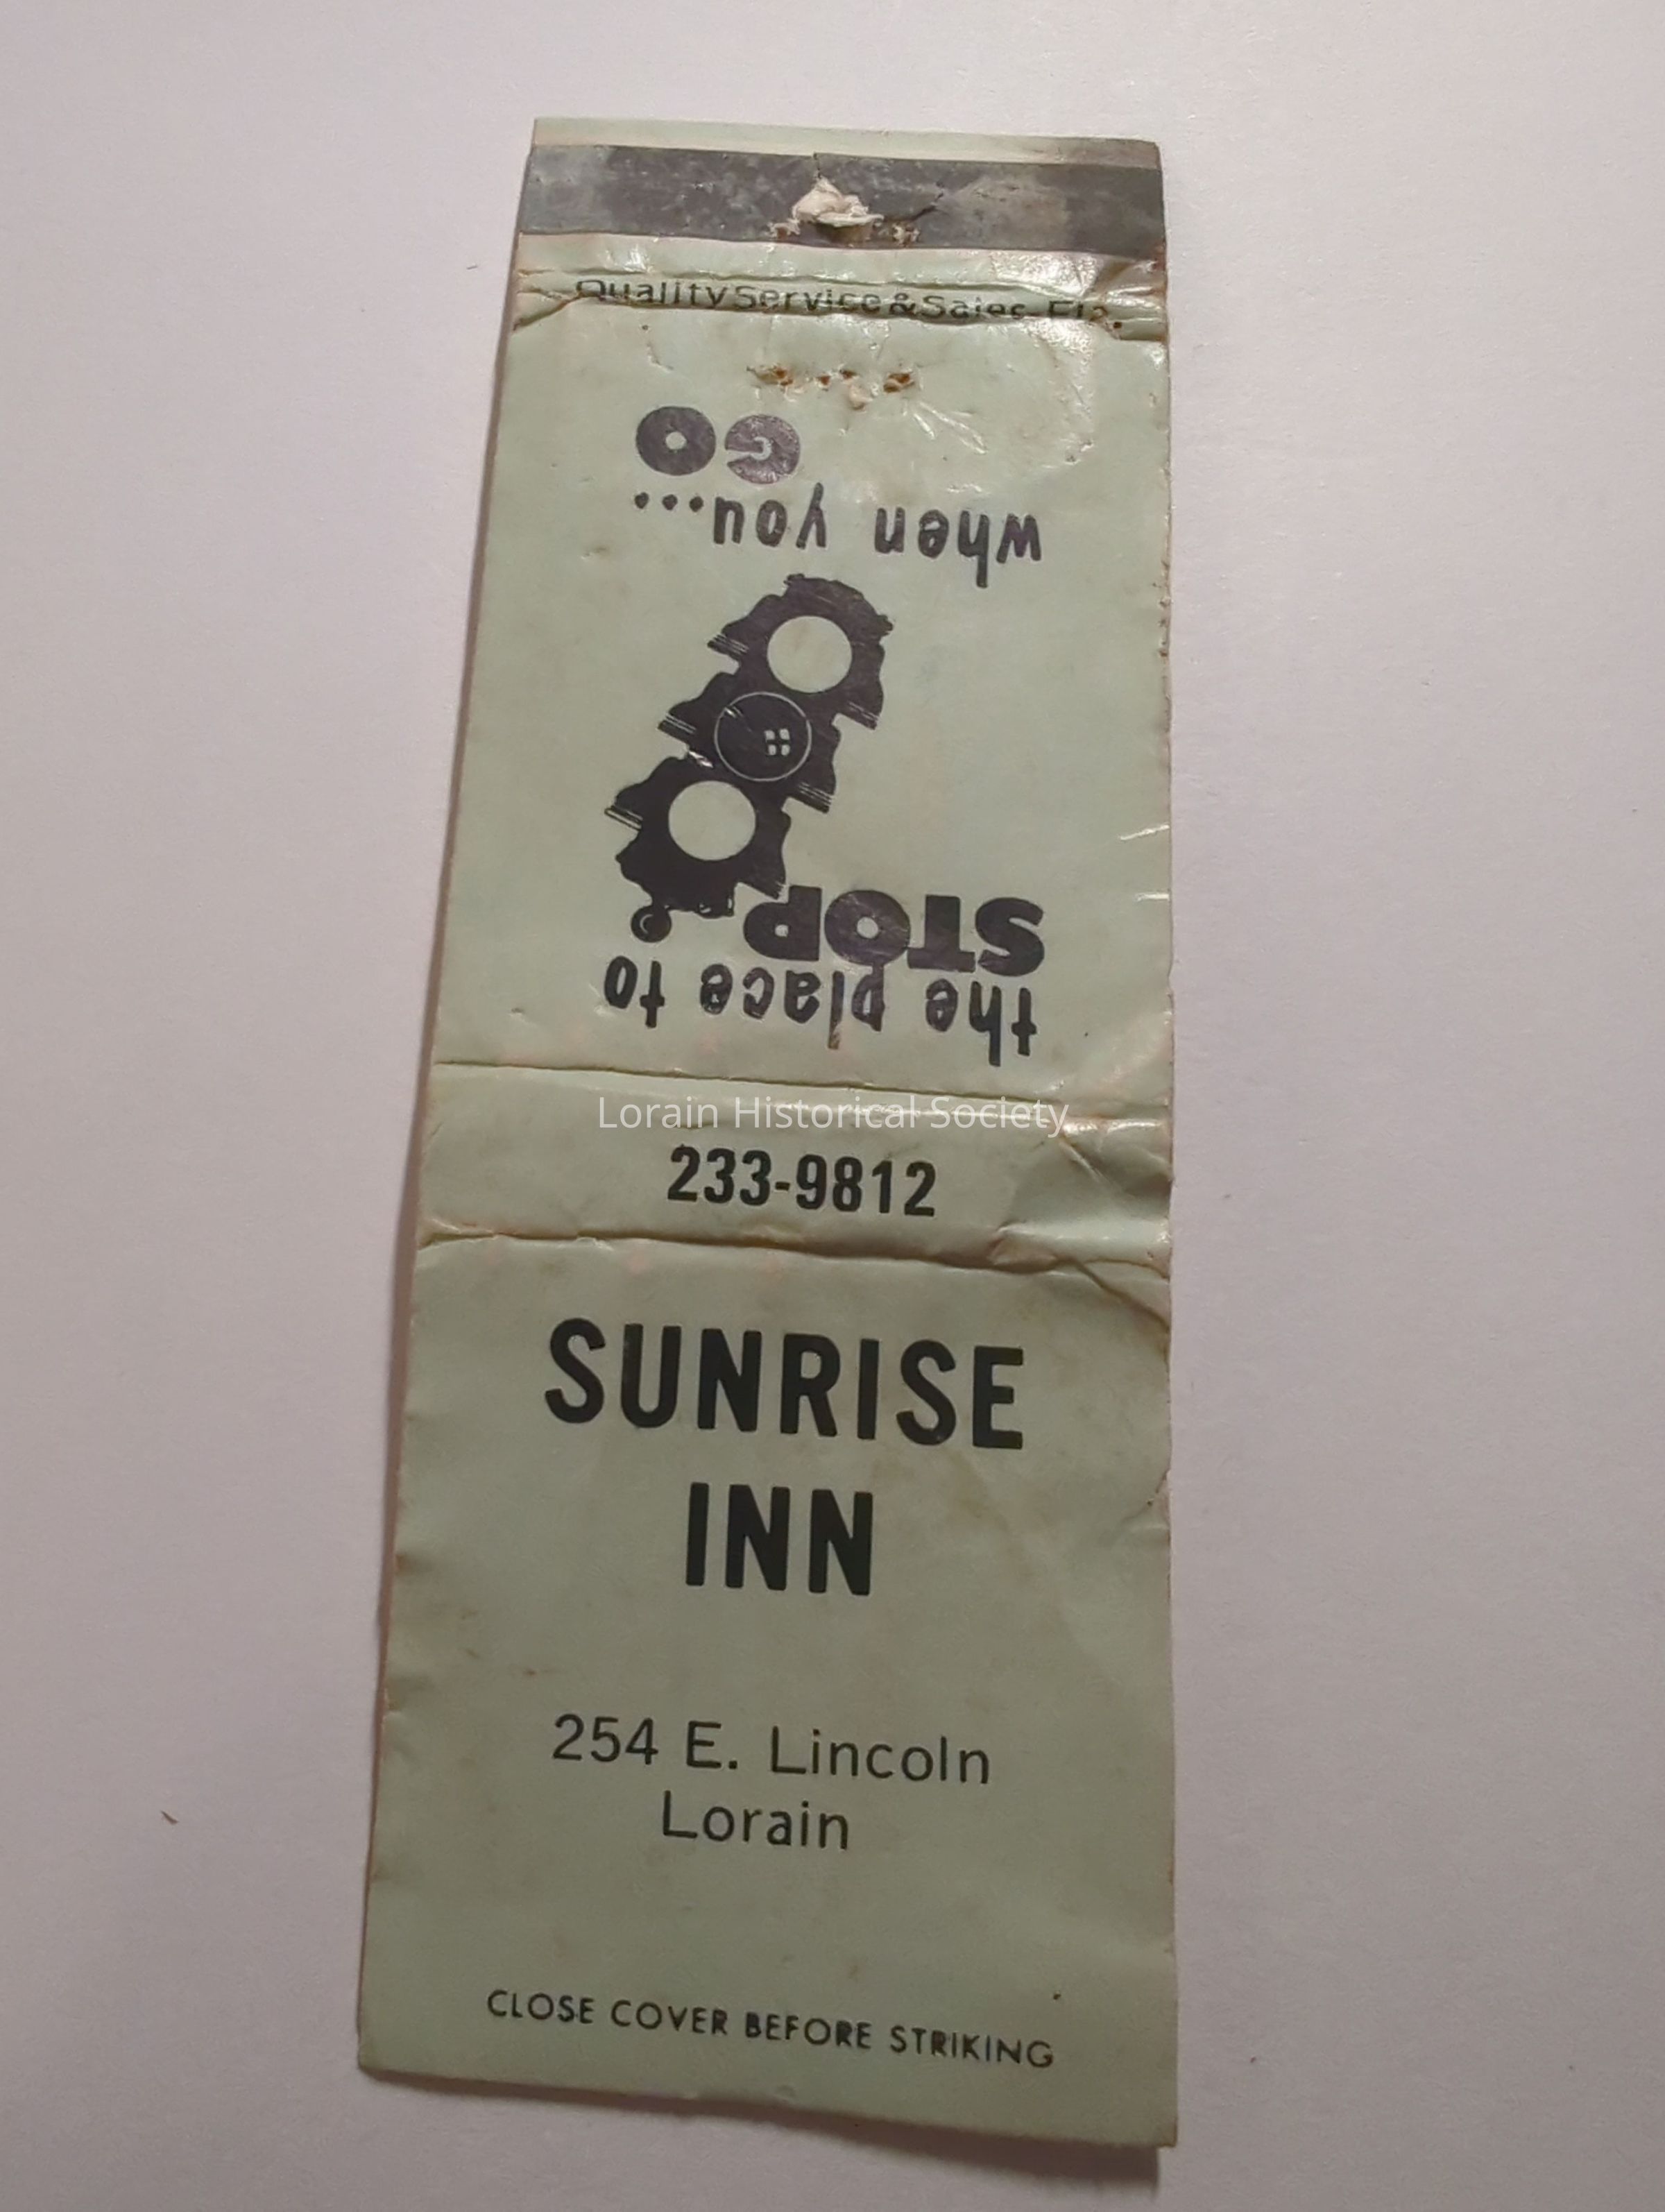 Quality Service & Sales
the place to
STOP
when you...
GO
Lorain Historical Society
233-9812
SUNRISE
INN
254 E. Lincoln
Lorain
CLOSE COVER BEFORE STRIKING